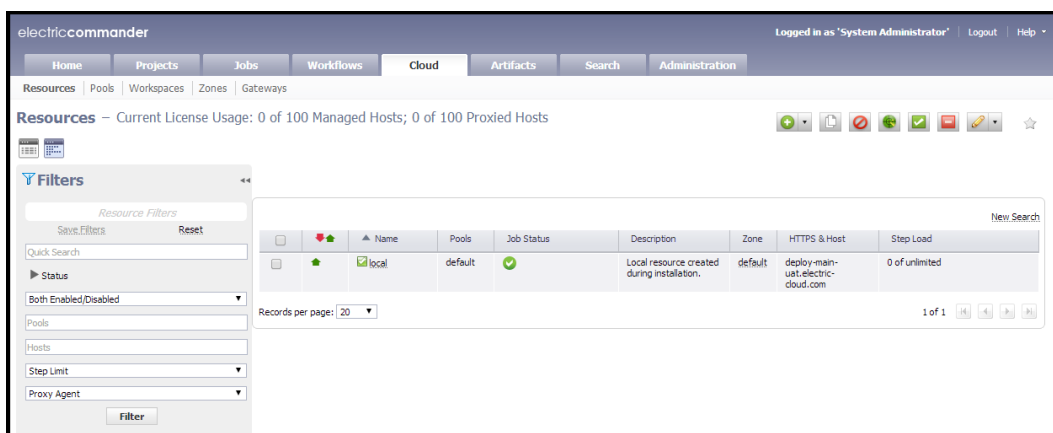 electriccommander
Logged in as 'System Administrator' Logout Help
Home Projects Jobs Workflows Cloud Artifacts Search Administration
Resources Pools Workspaces Zones Gateways
Resources – Current License Usage: 0 of 100 Managed Hosts; 0 of 100 Proxied Hosts
Filters
Resource Filters
Save Filters Reset
Quick Search
Status
Both Enabled/Disabled
Pools
Hosts
Step Limit
Proxy Agent
Filter
New Search
Name Pools Job Status Description Zone HTTPS & Host Step Load
local default Local resource created default deploy-main- 0 of unlimited
during installation. uat.electric-
cloud.com
Records per page: 20 1 of 1